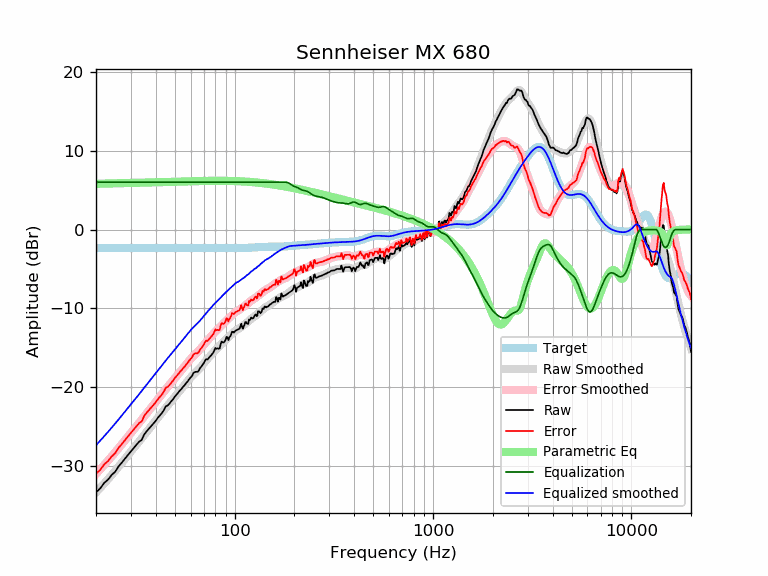 Sennheiser MX 680
20
10
0
−10
−20
−30
Amplitude (dBr)
100
1000
10000
Frequency (Hz)
Target
Raw Smoothed
Error Smoothed
Raw
Error
Parametric Eq
Equalization
Equalized smoothed